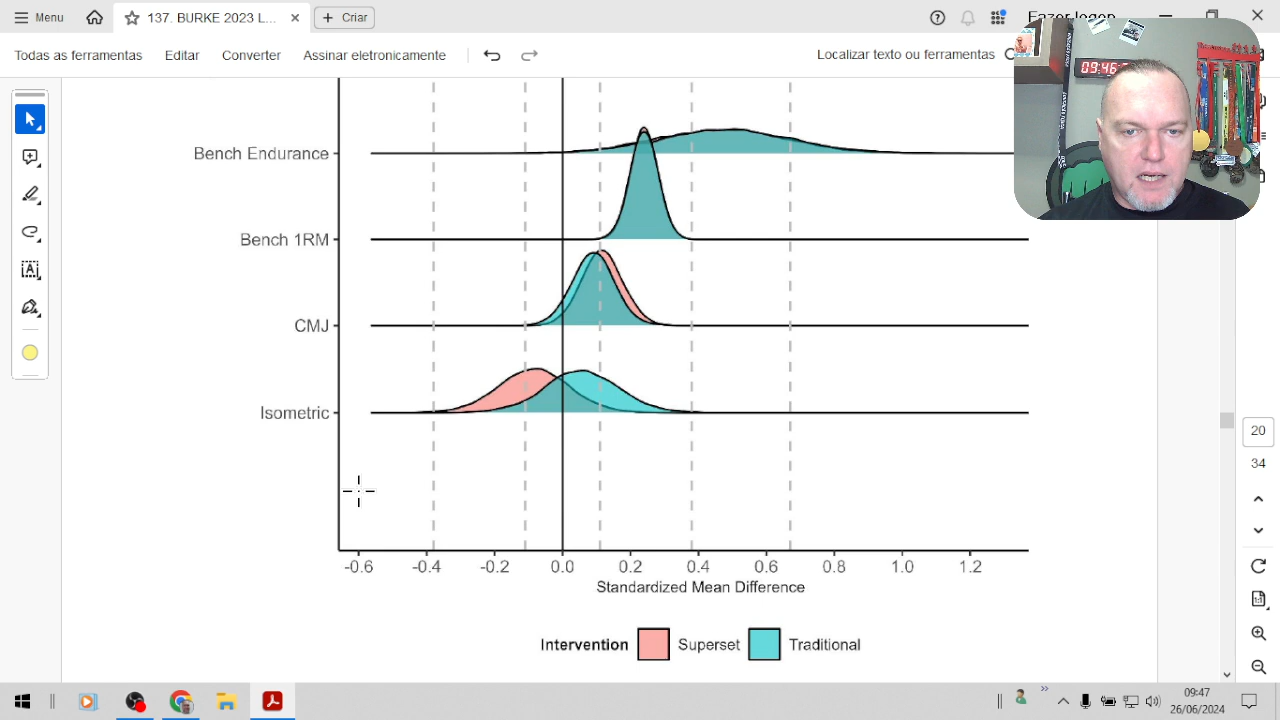 Menu
137. BURKE 2023 L...
Criar
Todas as ferramentas
Editar
Converter
Assinar eletronicamente
Localizar texto ou ferramentas
09:46
Bench Endurance
Bench 1RM
CMJ
Isometric
-0.6 -0.4 -0.2 0.0 0.2 0.4 0.6 0.8 1.0 1.2
Standardized Mean Difference
Intervention Superset Traditional
20
34
09:47
26/06/2024